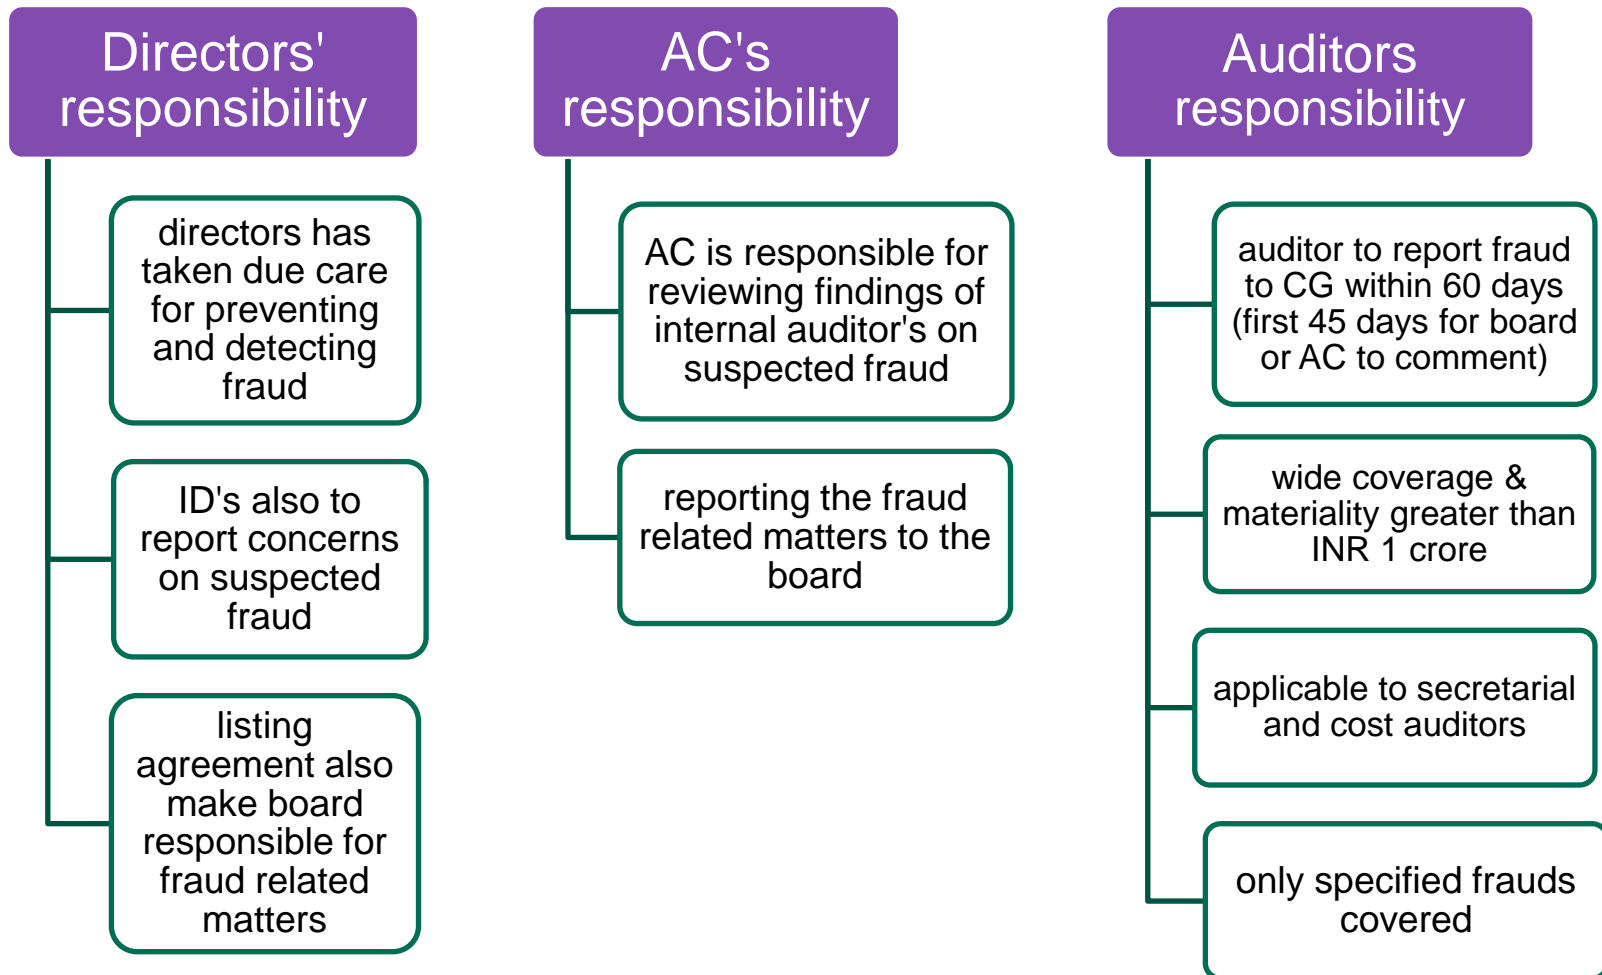 Directors'
responsibility
directors has
taken due care
for preventing
and detecting
fraud
ID's also to
report concerns
on suspected
fraud
listing
agreement also
make board
responsible for
fraud related
matters
AC's
responsibility
AC is responsible for
reviewing findings of
internal auditor's on
suspected fraud
reporting the fraud
related matters to the
board
Auditors
responsibility
auditor to report fraud
to CG within 60 days
(first 45 days for board
or AC to comment)
wide coverage &
materiality greater than
INR 1 crore
applicable to secretarial
and cost auditors
only specified frauds
covered